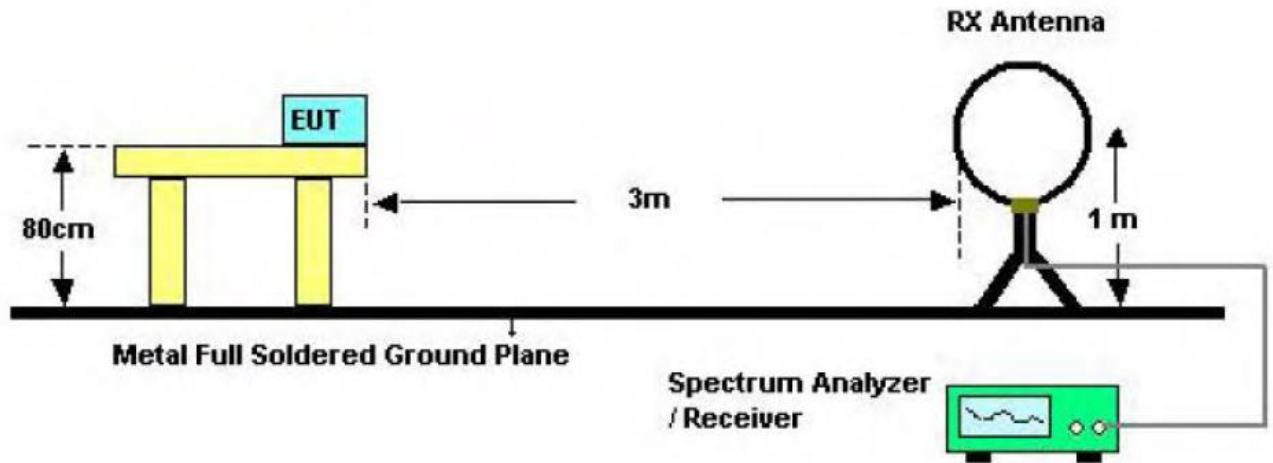 RX Antenna
EUT
80cm
3m
1 m
Metal Full Soldered Ground Plane
Spectrum Analyzer
/ Receiver